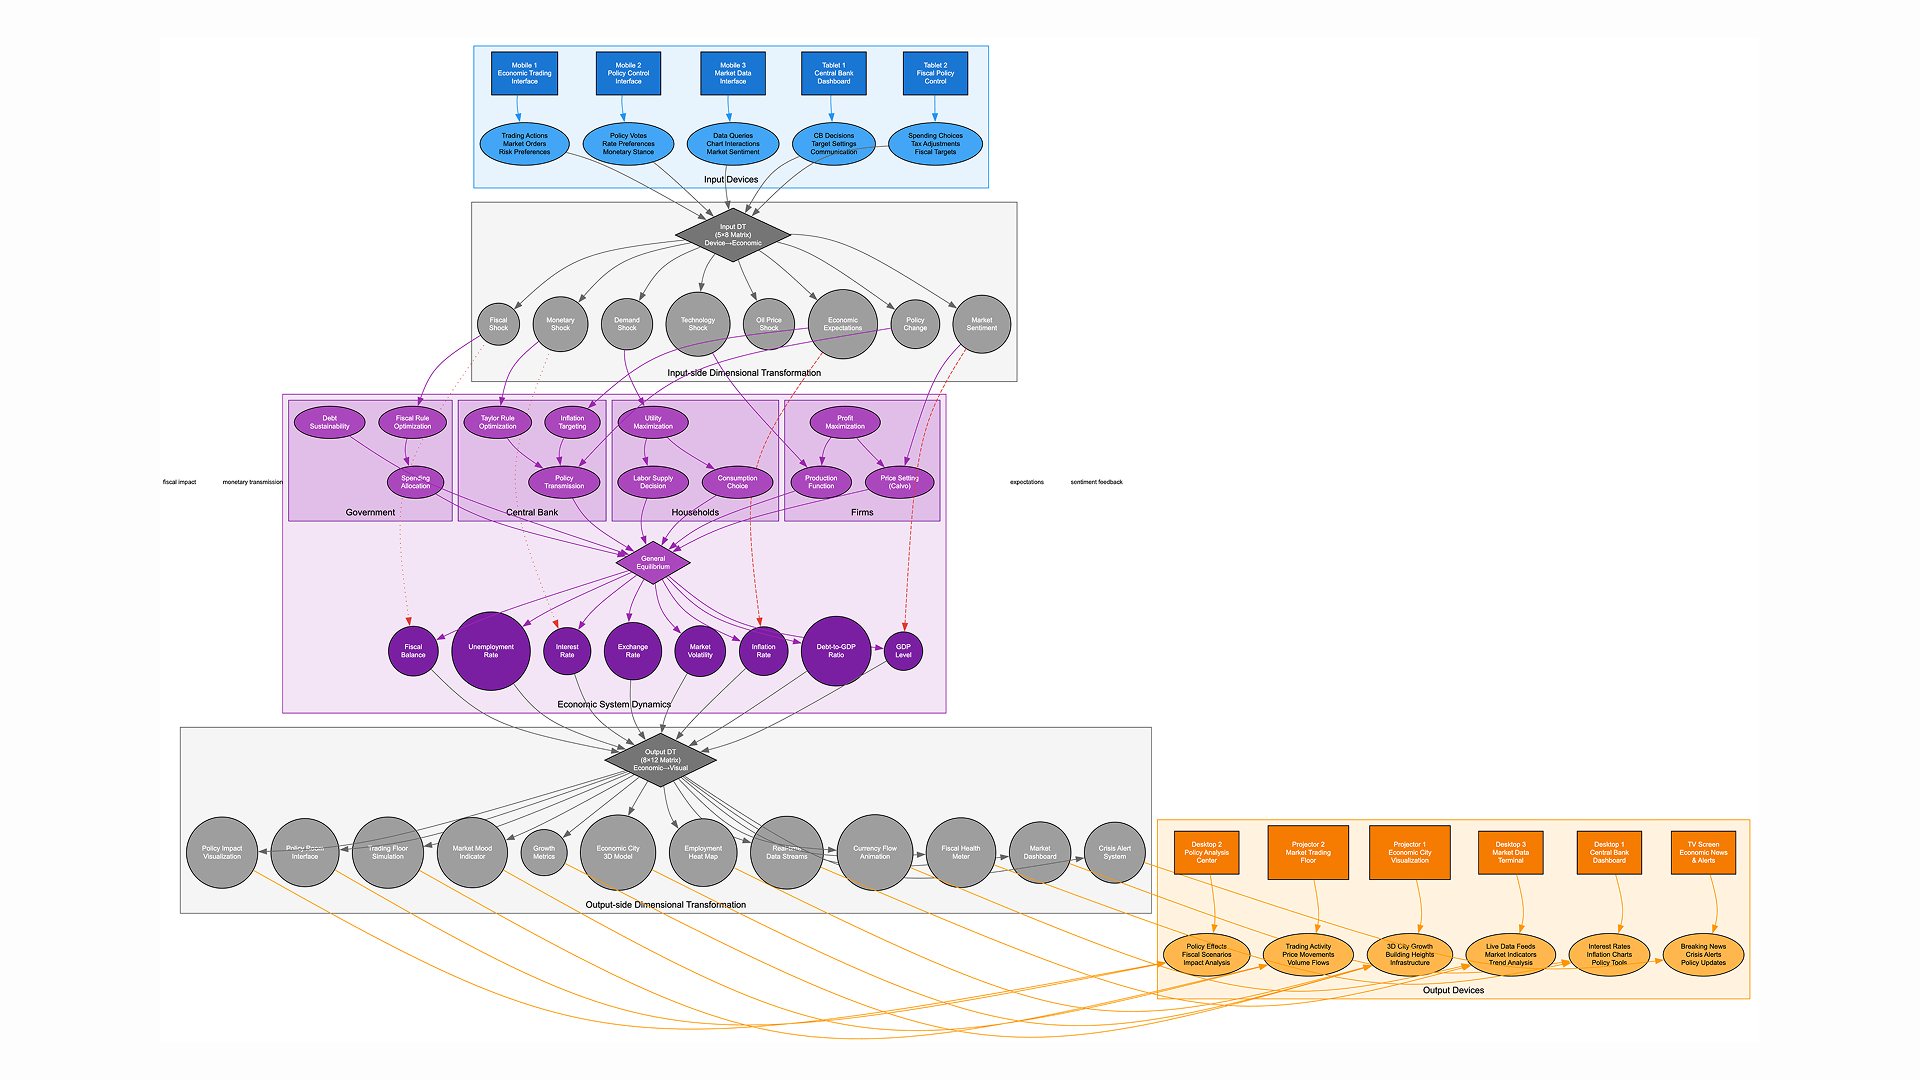 Mobile 1
Economic Trading
Interface
Mobile 2
Policy Control
Interface
Mobile 3
Market Data
Interface
Tablet 1
Central Bank
Dashboard
Tablet 2
Fiscal Policy
Control
Trading Actions
Market Orders
Risk Preferences
Policy Votes
Rate Preferences
Monetary Stance
Data Queries
Chart Interactions
Market Sentiment
CB Decisions
Target Settings
Communication
Spending Choices
Tax Adjustments
Fiscal Targets
Input Devices
Input DT
(5×8 Matrix)
Device→Economic
Fiscal
Shock
Monetary
Shock
Demand
Shock
Technology
Shock
Oil Price
Shock
Economic
Expectations
Policy
Change
Market
Sentiment
Input-side Dimensional Transformation
Debt
Sustainability
Fiscal Rule
Optimization
Taylor Rule
Optimization
Inflation
Targeting
Utility
Maximization
Profit
Maximization
fiscal impact
monetary transmission
Spending
Allocation
Policy
Transmission
Labor Supply
Decision
Consumption
Choice
Production
Function
Price Setting
(Calvo)
expectations
sentiment feedback
Government
Central Bank
Households
Firms
General
Equilibrium
Fiscal
Balance
Unemployment
Rate
Interest
Rate
Exchange
Rate
Market
Volatility
Inflation
Rate
Debt-to-GDP
Ratio
GDP
Level
Economic System Dynamics
Output DT
(8×12 Matrix)
Economic→Visual
Policy Impact
Visualization
Policy Room
Interface
Trading Floor
Simulation
Market Mood
Indicator
Growth
Metrics
Economic City
3D Model
Employment
Heat Map
Real-time
Data Streams
Currency Flow
Animation
Fiscal Health
Meter
Market
Dashboard
Crisis Alert
System
Output-side Dimensional Transformation
Desktop 2
Policy Analysis
Center
Projector 2
Market Trading
Floor
Projector 1
Economic City
Visualization
Desktop 3
Market Data
Terminal
Desktop 1
Central Bank
Dashboard
TV Screen
Economic News
& Alerts
Policy Effects
Fiscal Scenarios
Impact Analysis
Trading Activity
Price Movements
Volume Flows
3D City Growth
Building Heights
Infrastructure
Live Data Feeds
Market Indicators
Trend Analysis
Interest Rates
Inflation Charts
Policy Tools
Breaking News
Crisis Alerts
Policy Updates
Output Devices